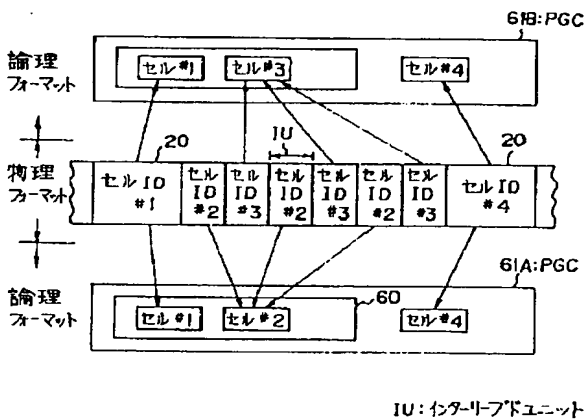 61B:PGC
論理
フォーマット
セル#1
セル#3
セル#4
20
IU
20
物理
フォーマット
セルID
#1
セル
ID
#2
セル
ID
#3
セル
ID
#2
セル
ID
#3
セル
ID
#2
セル
ID
#3
セルID
#4
61A:PGC
論理
フォーマット
60
セル#1
セル#2
セル#4
IU:インターリーブドユニット